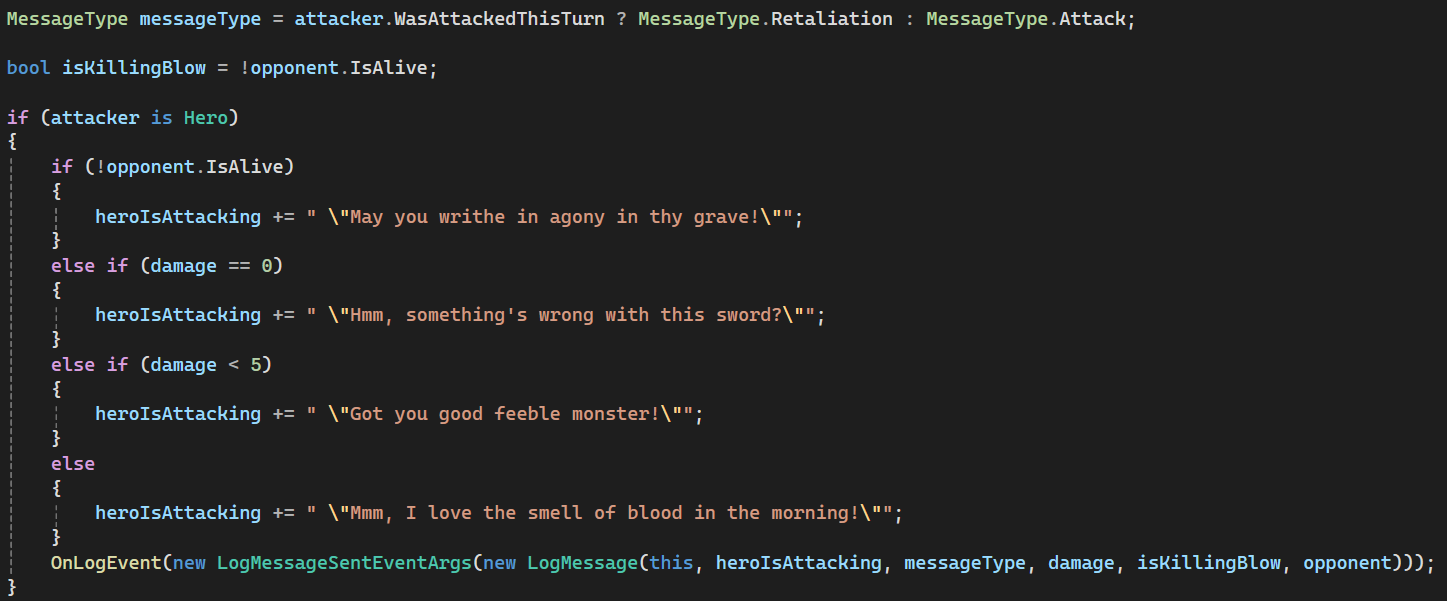 MessageType messageType = attacker.WasAttackedThisTurn ? MessageType.Retaliation : MessageType.Attack;
bool isKillingBlow = !opponent.IsAlive;
if (attacker is Hero)
{
if (!opponent.IsAlive)
{
heroIsAttacking += " \"May you writhe in agony in thy grave!\"";
}
else if (damage == 0)
{
heroIsAttacking += " \"Hmm, something's wrong with this sword?\"";
}
else if (damage < 5)
{
heroIsAttacking += " \"Got you good feeble monster!\"";
}
else
{
heroIsAttacking += " \"Mmm, I love the smell of blood in the morning!\"";
}
OnLogEvent(new LogMessageSentEventArgs(new LogMessage(this, heroIsAttacking, messageType, damage, isKillingBlow, opponent)));
}